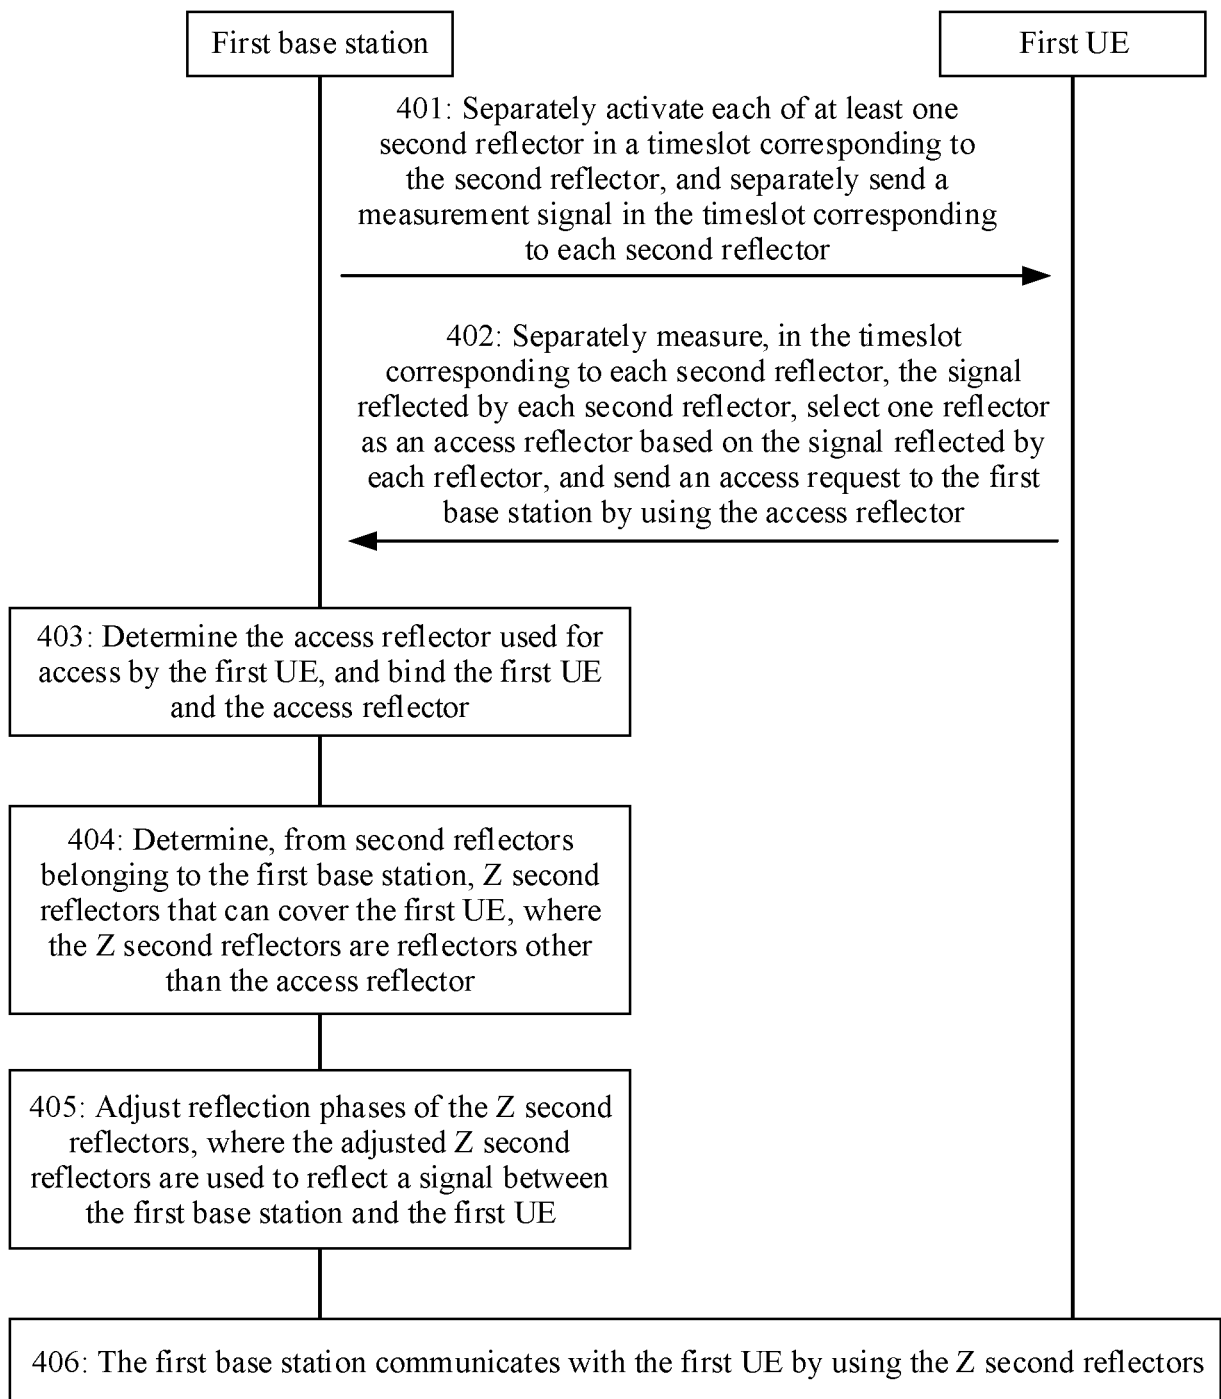 First base station
First UE
401: Separately activate each of at least one
second reflector in a timeslot corresponding to
the second reflector, and separately send a
measurement signal in the timeslot corresponding
to each second reflector
402: Separately measure, in the timeslot
corresponding to each second reflector, the signal
reflected by each second reflector, select one reflector
as an access reflector based on the signal reflected by
each reflector, and send an access request to the first
base station by using the access reflector
403: Determine the access reflector used for
access by the first UE, and bind the first UE
and the access reflector
404: Determine, from second reflectors
belonging to the first base station, Z second
reflectors that can cover the first UE, where
the Z second reflectors are reflectors other
than the access reflector
405: Adjust reflection phases of the Z second
reflectors, where the adjusted Z second
reflectors are used to reflect a signal between
the first base station and the first UE
406: The first base station communicates with the first UE by using the Z second reflectors